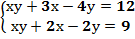 xy + 3x - 4y = 12
xy + 2x - 2y = 9